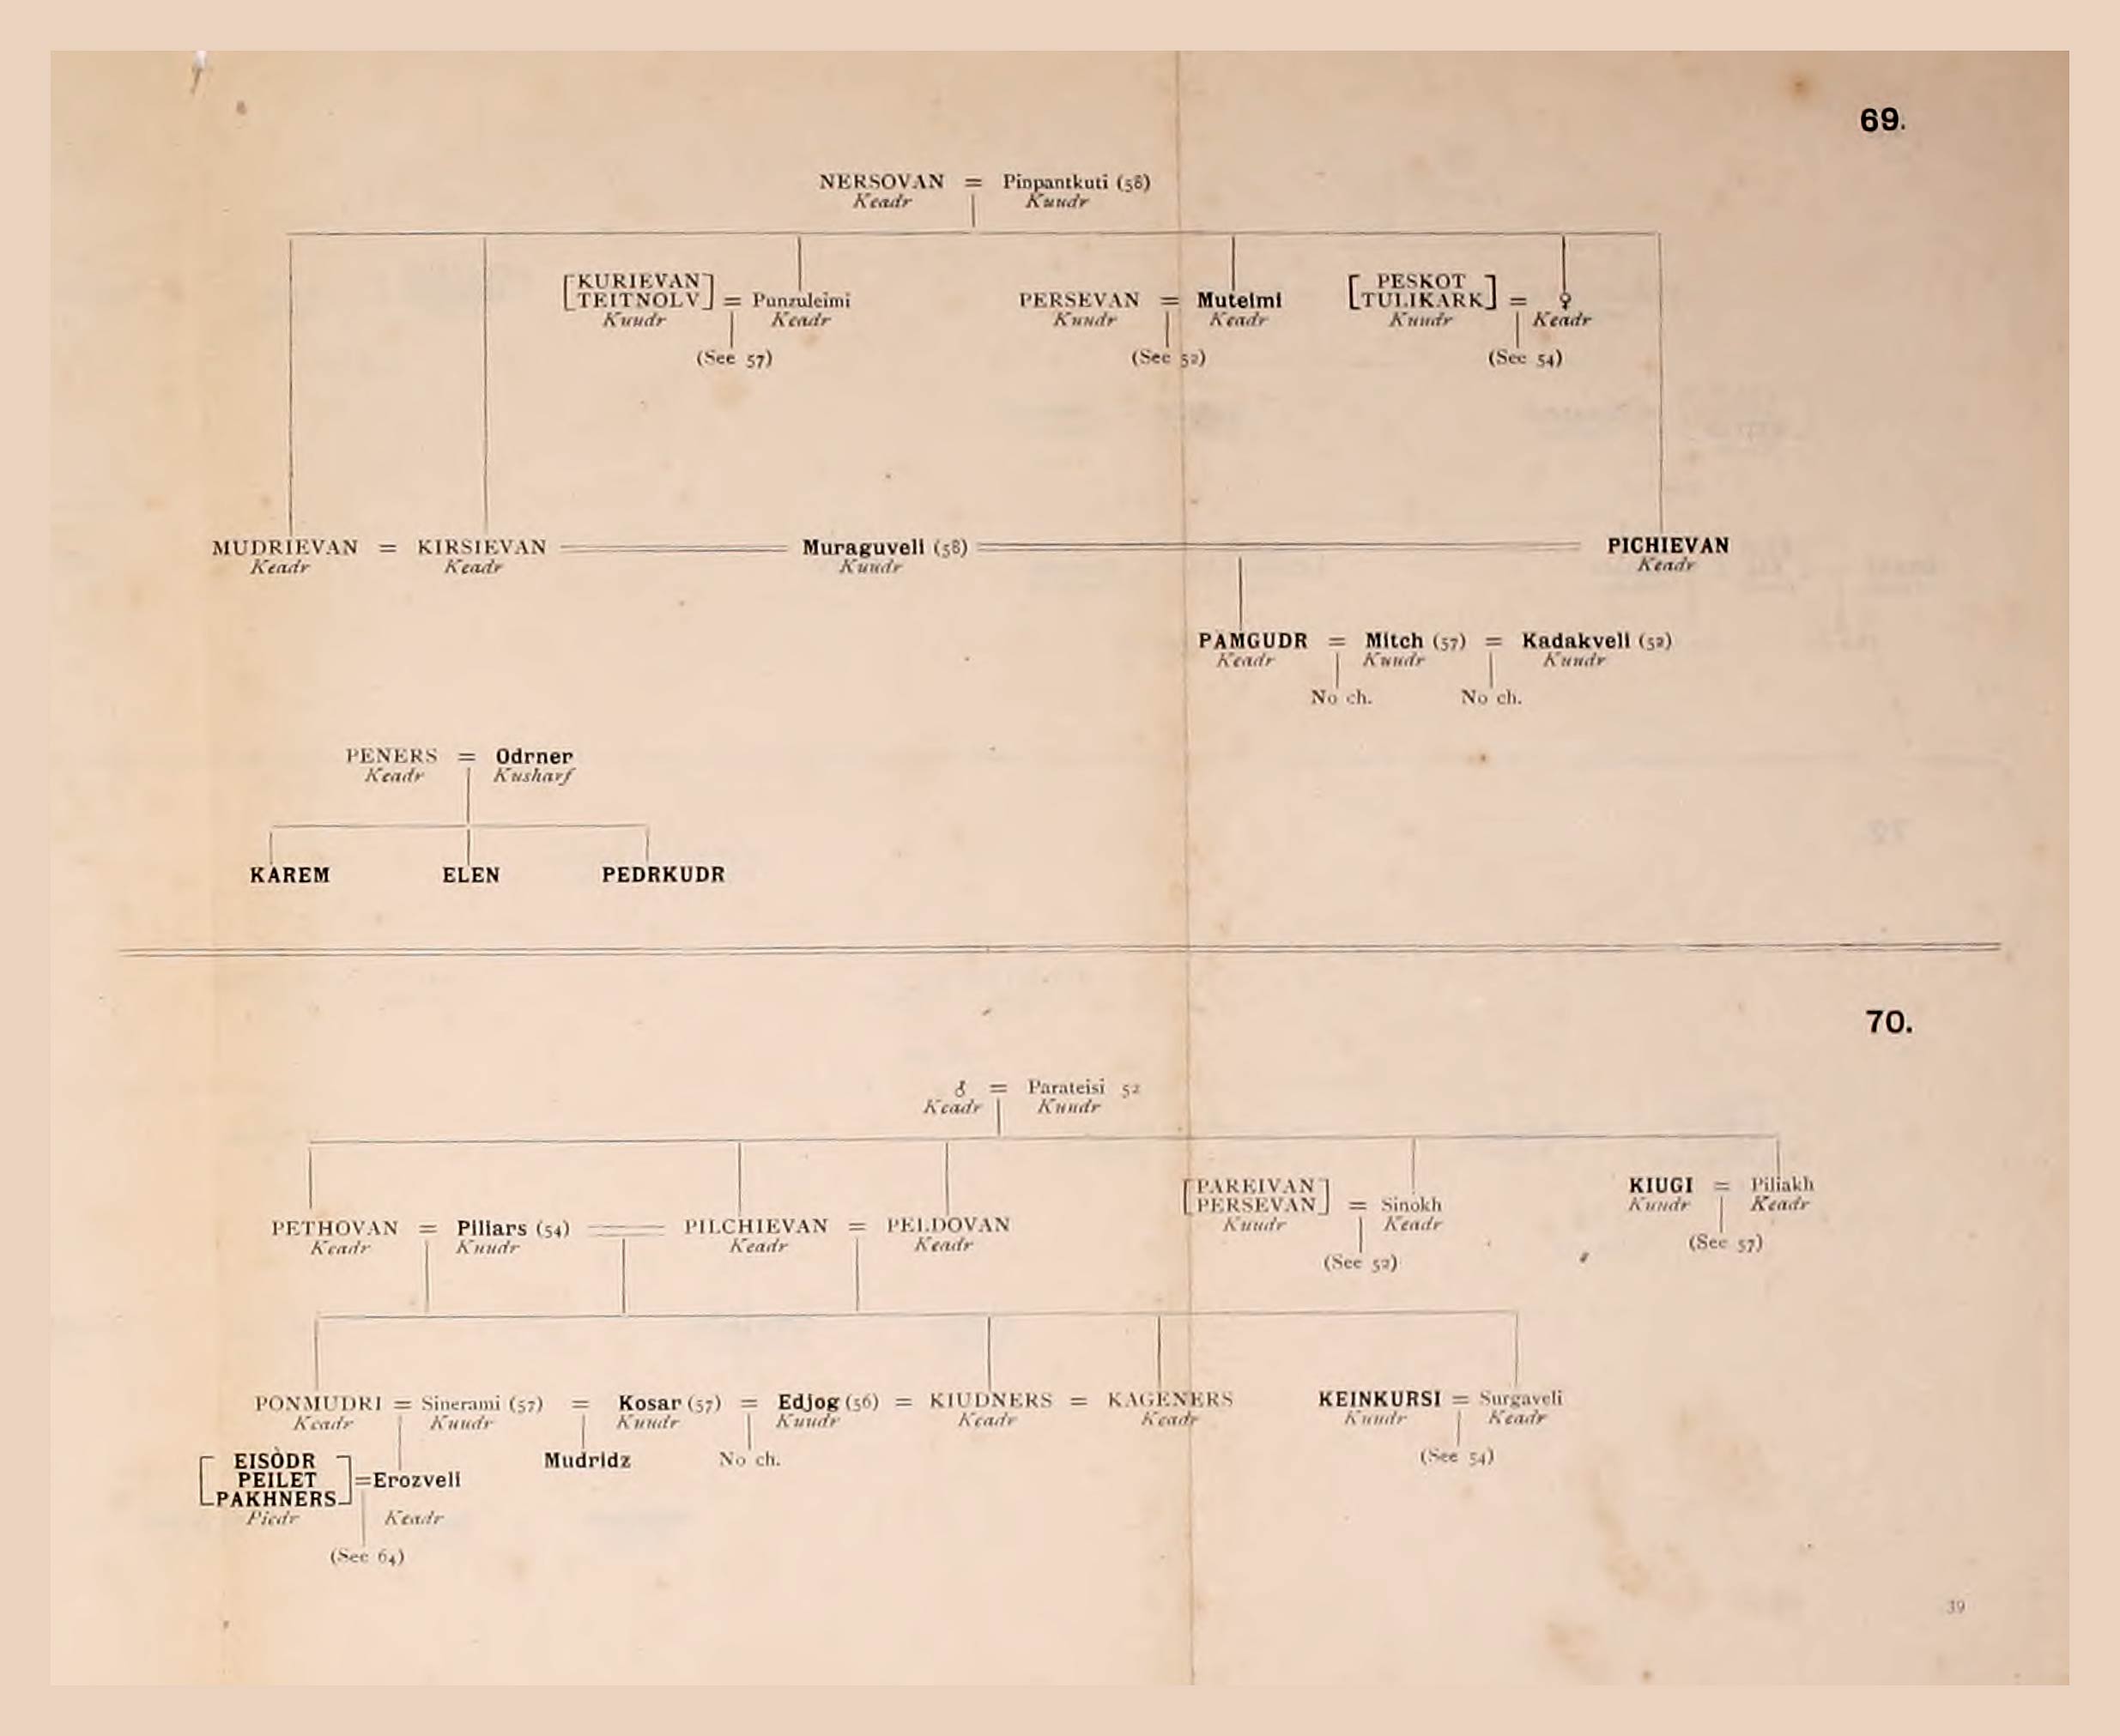 69.
NERSOVAN = Pinpantkuti (58)
Keadr Kuudr
[KURIEVAN] [PESKOT]
[TEITNOLV] = Punzuleimi PERSEVAN = Muteimi [TULIKARK] = ♀
Kuudr Keadr Kuudr Keadr Kuudr Keadr
(See 57) (See 52) (See 54)
MUDRIEVAN = KIRSIEVAN = Muraguveli (58) = PICHIEVAN
Keadr Keadr Kuudr Keadr
PAMGUDR = Mitch (57) = Kadakveli (52)
Keadr Kuudr Kuudr
No ch. No ch.
PENERS = Odrner
Keadr Kusharf
KAREM ELEN PEDRKUDR
70.
♂ = Parateisi 52
Keadr Kuudr
[PAREIVAN] KIUGI = Piliakh
[PERSEVAN] = Sinokh Kuudr Keadr
PETHOVAN = Piliars (54) = PILCHIEVAN = PELDOVAN Kuudr Keadr
Keadr Kuudr Keadr Keadr (See 57)
(See 52)
PONMUDRI = Sinerami (57) = Kosar (57) = Edjog (56) = KIUDNERS = KAGENERS KEINKURSI = Surgaveli
Keadr Kuudr Kuudr Kuudr Keadr Keadr Kuudr Keadr
EISÒDR Mudridz No ch. (See 54)
PEILET = Erozveli
PAKHNERS
Piedr Keadr
(See 64)
39